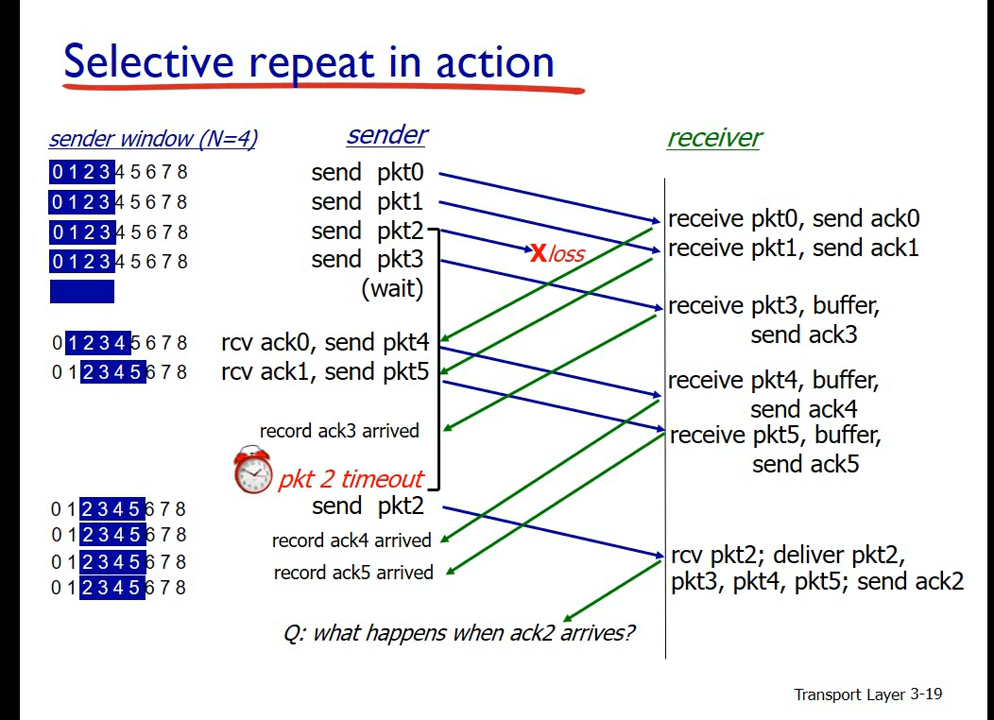 Selective repeat in action
sender window (N=4)
sender
receiver
0 1 2 3 4 5 6 7 8
send pkt0
0 1 2 3 4 5 6 7 8
send pkt1
0 1 2 3 4 5 6 7 8
send pkt2
0 1 2 3 4 5 6 7 8
send pkt3
(wait)
X loss
receive pkt0, send ack0
receive pkt1, send ack1
receive pkt3, buffer,
send ack3
0 1 2 3 4 5 6 7 8
rcv ack0, send pkt4
0 1 2 3 4 5 6 7 8
rcv ack1, send pkt5
receive pkt4, buffer,
send ack4
receive pkt5, buffer,
send ack5
record ack3 arrived
pkt 2 timeout
0 1 2 3 4 5 6 7 8
send pkt2
0 1 2 3 4 5 6 7 8
record ack4 arrived
0 1 2 3 4 5 6 7 8
record ack5 arrived
0 1 2 3 4 5 6 7 8
rcv pkt2; deliver pkt2,
pkt3, pkt4, pkt5; send ack2
Q: what happens when ack2 arrives?
Transport Layer 3-19